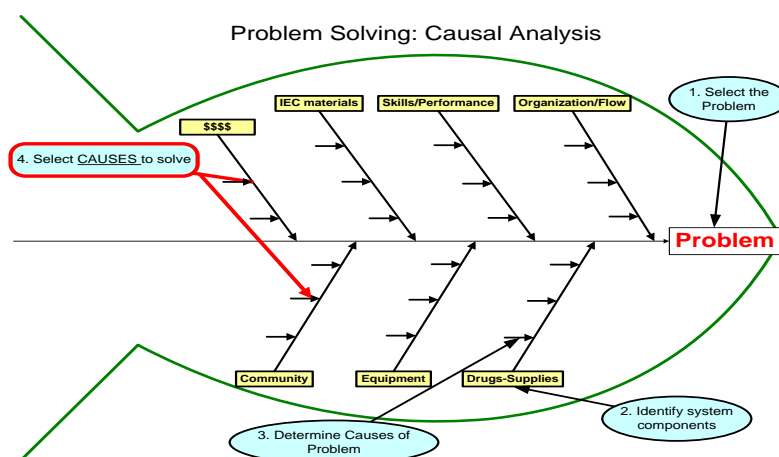 Problem Solving: Causal Analysis
IEC materials
Skills/Performance
Organization/Flow
1. Select the
Problem
$$$$
4. Select CAUSES to solve
Problem
Community
Equipment
Drugs-Supplies
2. Identify system
components
3. Determine Causes of
Problem